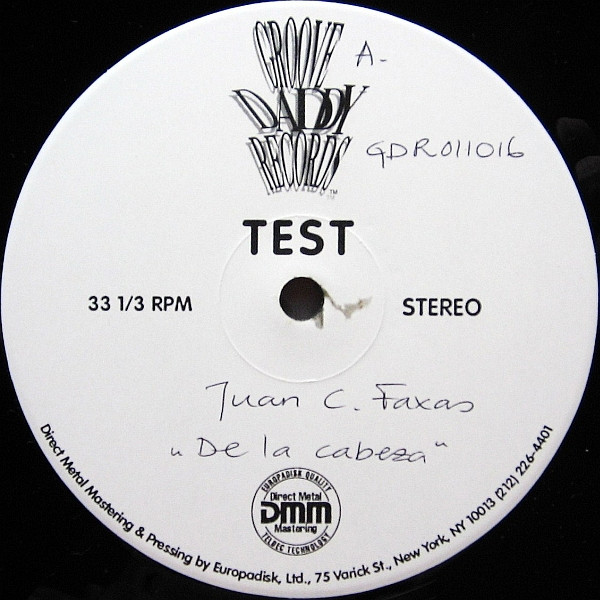 GROOVE
DADDY
RECORDS™
A-
GDR011016
TEST
33 1/3 RPM
STEREO
Juan C. Faxas
"De la cabeza"
EUROPADISK QUALITY
Direct Metal
DMM
Mastering
TELDEC TECHNOLOGY
Direct Metal Mastering & Pressing by Europadisk, Ltd., 75 Varick St., New York, NY 10013 (212) 226-4401